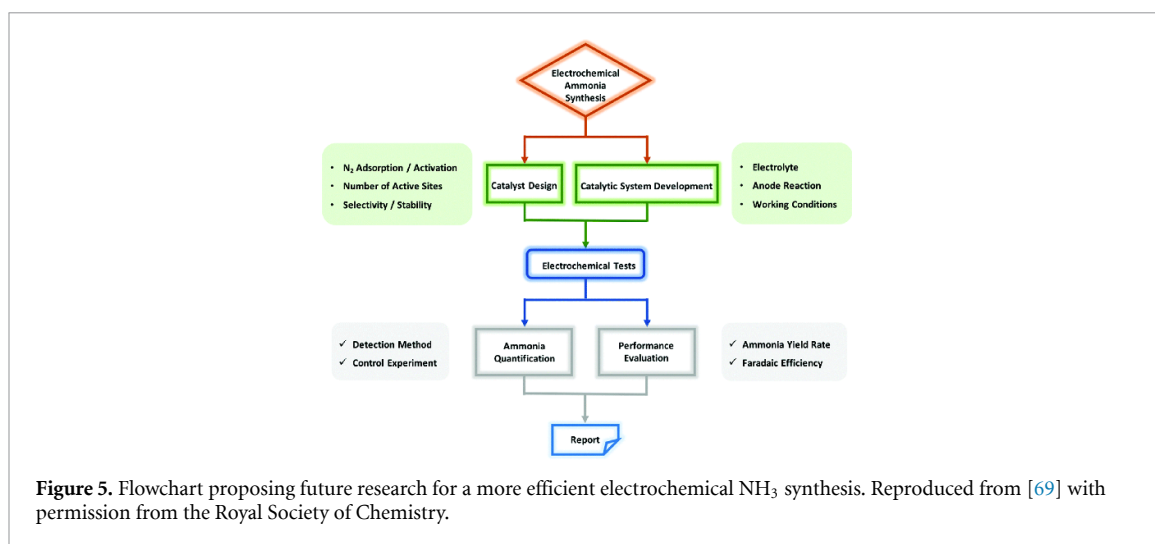 Electrochemical
Ammonia
Synthesis
• N₂ Adsorption / Activation
• Number of Active Sites
• Selectivity / Stability
Catalyst Design
Catalytic System Development
• Electrolyte
• Anode Reaction
• Working Conditions
Electrochemical Tests
✓ Detection Method
✓ Control Experiment
Ammonia
Quantification
Performance
Evaluation
✓ Ammonia Yield Rate
✓ Faradaic Efficiency
Report
Figure 5. Flowchart proposing future research for a more efficient electrochemical NH₃ synthesis. Reproduced from [69] with
permission from the Royal Society of Chemistry.